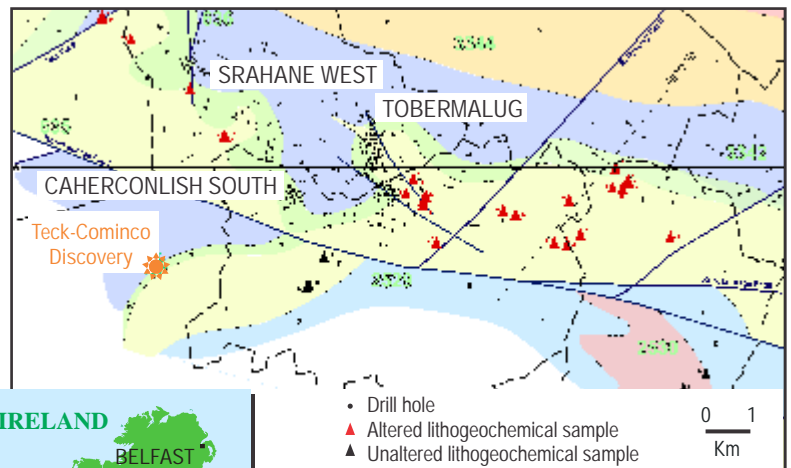 SRAHANE WEST
TOBERMALUG
CAHERCONLISH SOUTH
Teck-Cominco
Discovery
IRELAND
BELFAST
Drill hole
Altered lithogeochemical sample
Unaltered lithogeochemical sample
0 1
Km